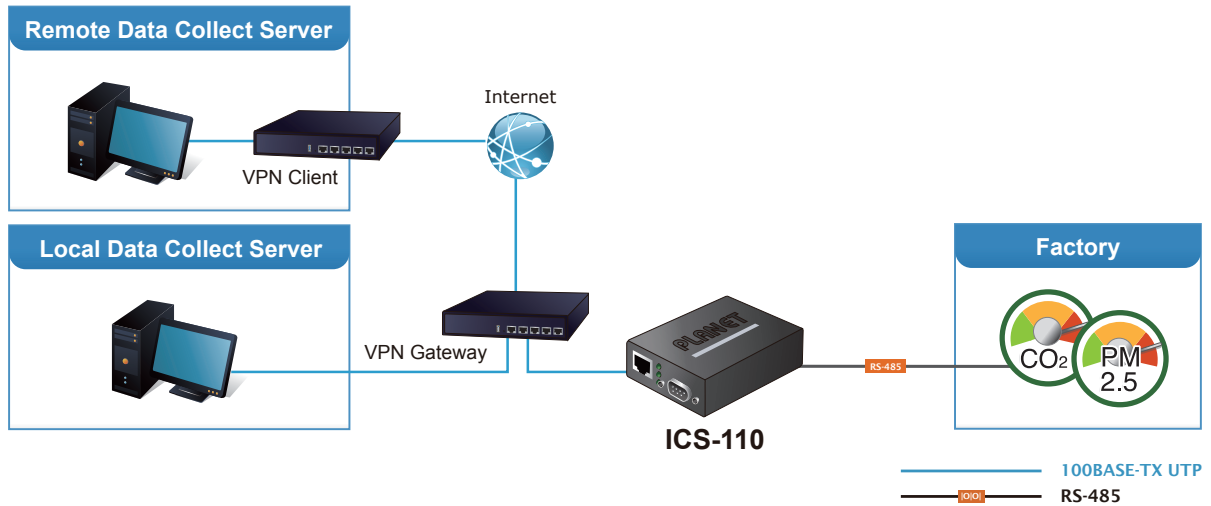 Remote Data Collect Server
Internet
VPN Client
Local Data Collect Server
Factory
PLANET
VPN Gateway
RS-485
CO2
PM
2.5
ICS-110
100BASE-TX UTP
|O|O|
RS-485